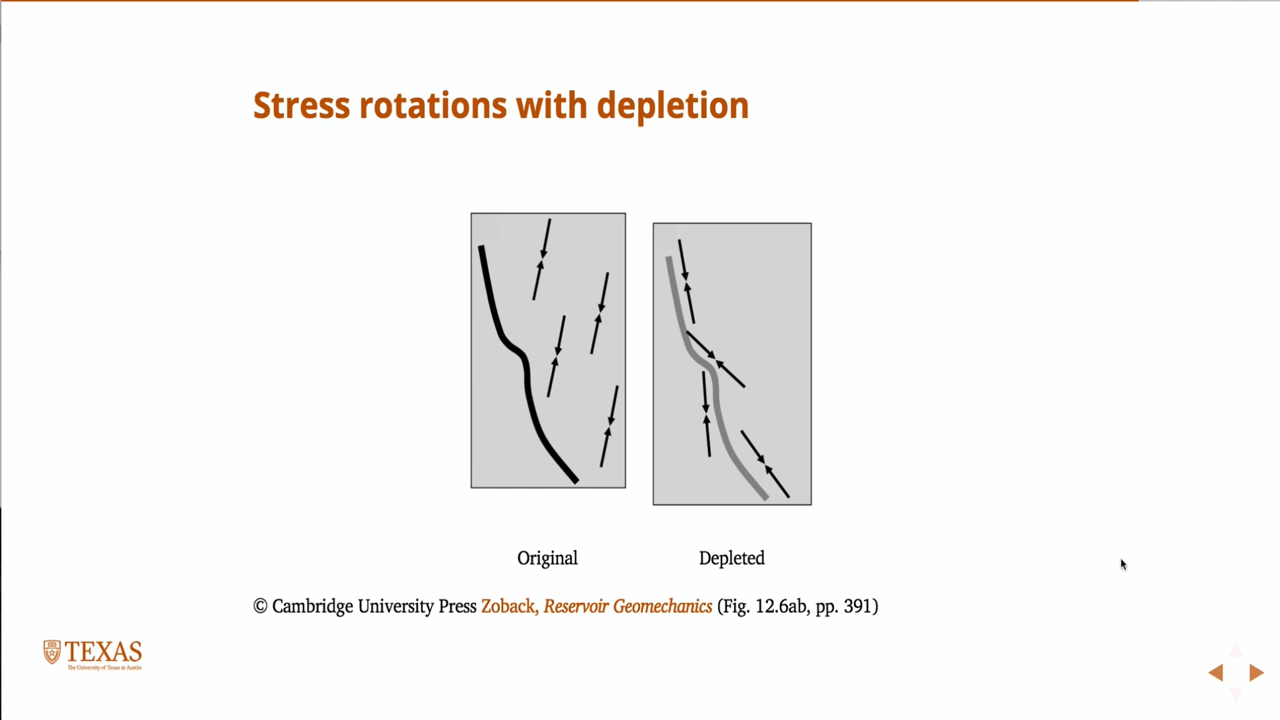 Stress rotations with depletion
Original
Depleted
© Cambridge University Press Zoback, Reservoir Geomechanics (Fig. 12.6ab, pp. 391)
TEXAS
The University of Texas at Austin